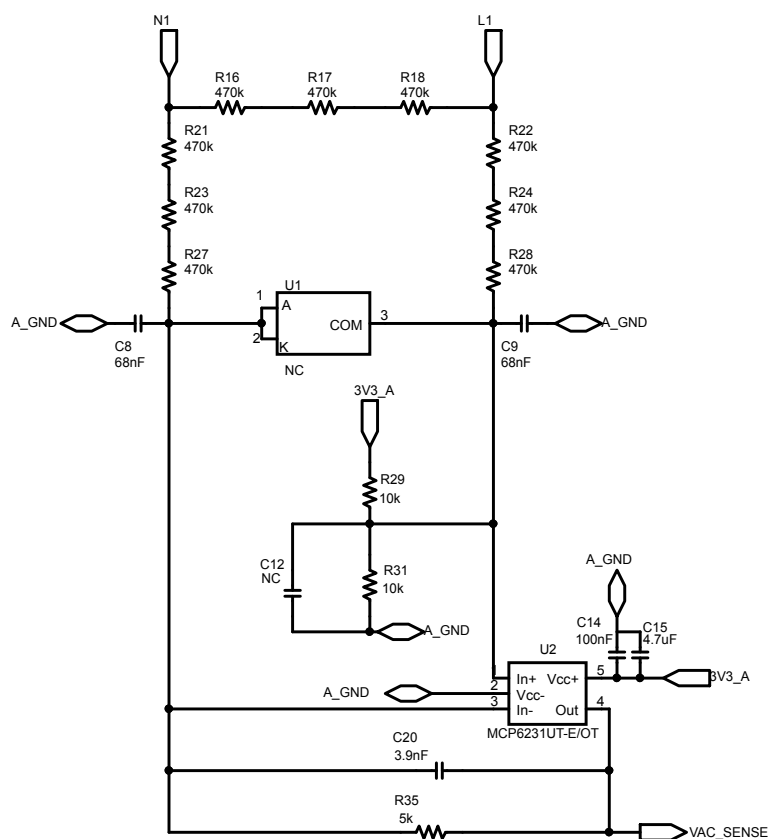 N1
L1
R16
470k
R17
470k
R18
470k
R21
470k
R22
470k
R23
470k
R24
470k
R27
470k
R28
470k
U1
1
A
A_GND
COM
3
A_GND
2
K
C8
68nF
C9
68nF
NC
3V3_A
R29
10k
C12
NC
R31
10k
A_GND
A_GND
C14
100nF
C15
4.7uF
U2
1
In+
Vcc+
5
3V3_A
A_GND
2
Vcc-
3
In-
Out
4
MCP6231UT-E/OT
C20
3.9nF
R35
5k
VAC_SENSE